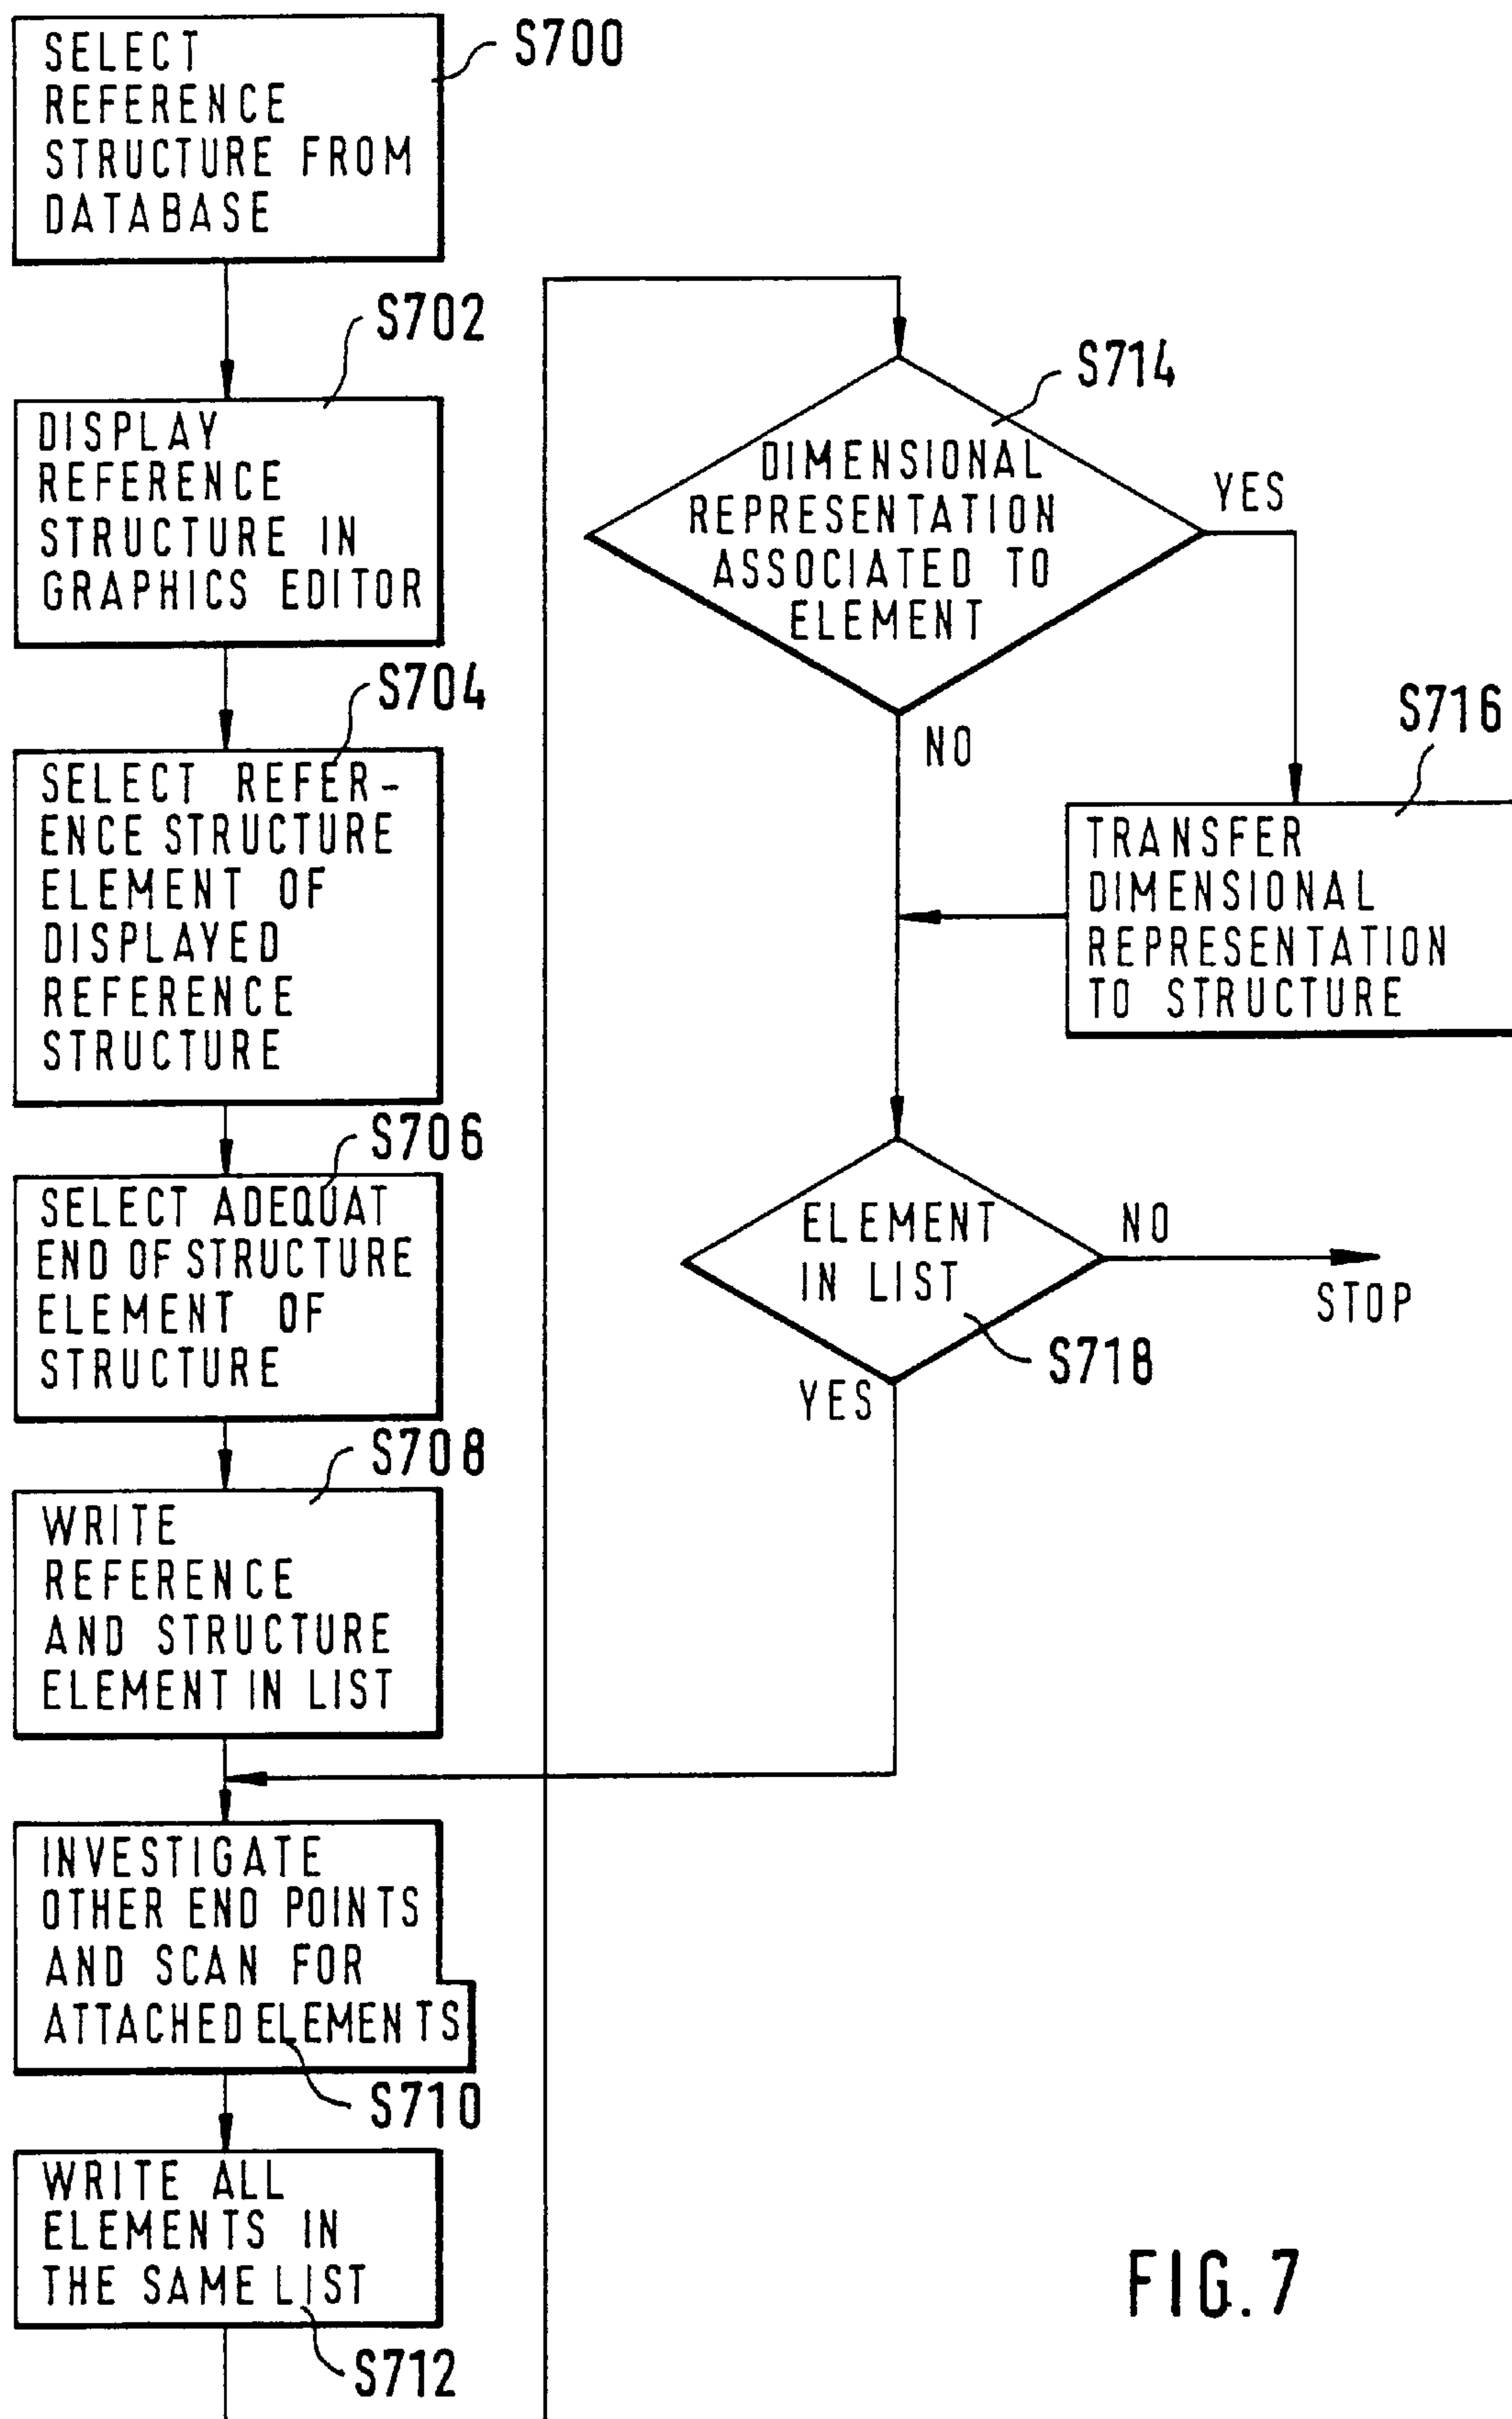 S700
SELECT
REFERENCE
STRUCTURE FROM
DATABASE
S702
DISPLAY
REFERENCE
STRUCTURE IN
GRAPHICS EDITOR
S704
SELECT REFER-
ENCE STRUCTURE
ELEMENT OF
DISPLAYED
REFERENCE
STRUCTURE
S706
SELECT ADEQUAT
END OF STRUCTURE
ELEMENT OF
STRUCTURE
S708
WRITE
REFERENCE
AND STRUCTURE
ELEMENT IN LIST
INVESTIGATE
OTHER END POINTS
AND SCAN FOR
ATTACHED ELEMENTS
S710
WRITE ALL
ELEMENTS IN
THE SAME LIST
S712
S714
DIMENSIONAL
REPRESENTATION
ASSOCIATED TO
ELEMENT
YES
NO
S716
TRANSFER
DIMENSIONAL
REPRESENTATION
TO STRUCTURE
ELEMENT
IN LIST
NO
STOP
S718
YES
FIG. 7